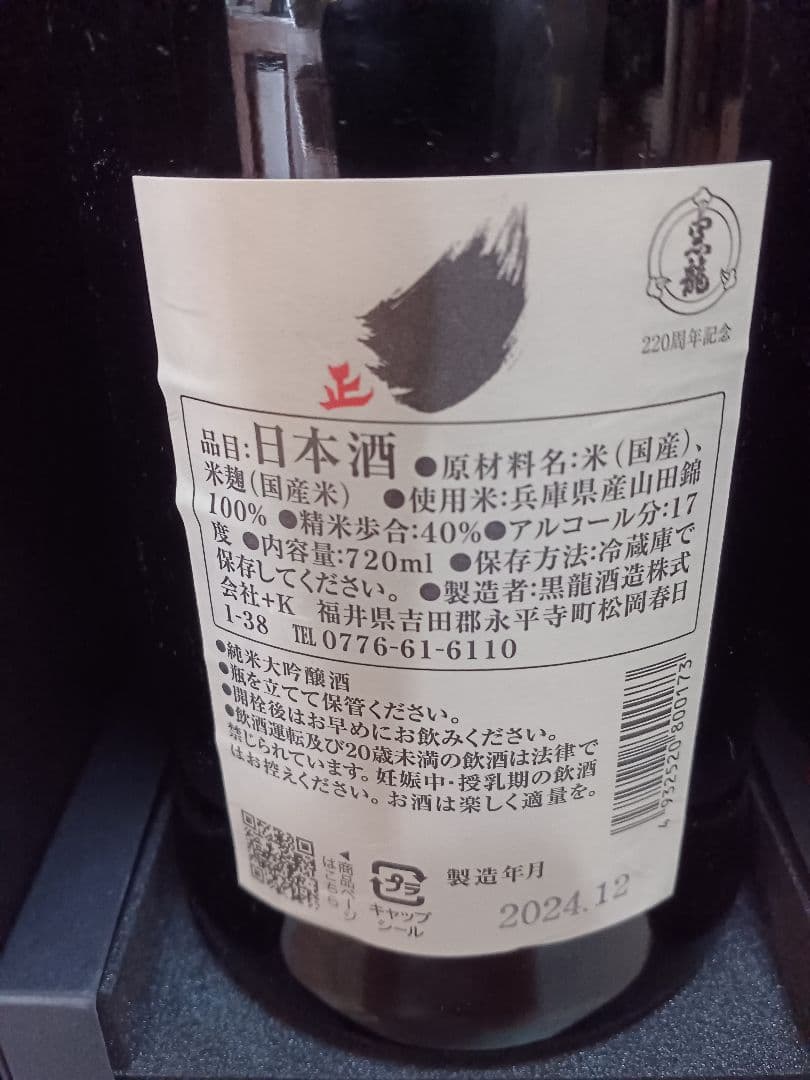 黒龍
220周年記念
正
品目:日本酒 ●原材料名:米(国産)、
米麹(国産米) ●使用米:兵庫県産山田錦
100% ●精米歩合:40%●アルコール分:17
度 ●内容量:720ml ●保存方法:冷蔵庫で
保存してください。 ●製造者:黒龍酒造株式
会社+K 福井県吉田郡永平寺町松岡春日
1-38 TEL 0776-61-6110
●純米大吟醸酒
●瓶を立てて保管ください。
●開栓後はお早めにお飲みください。
●飲酒運転及び20歳未満の飲酒は法律で
禁じられています。妊娠中・授乳期の飲酒
はお控えください。お酒は楽しく適量を。
4932520800173
◀商品ページ
はこちら
プラ
キャップ
シール
製造年月
2024.12